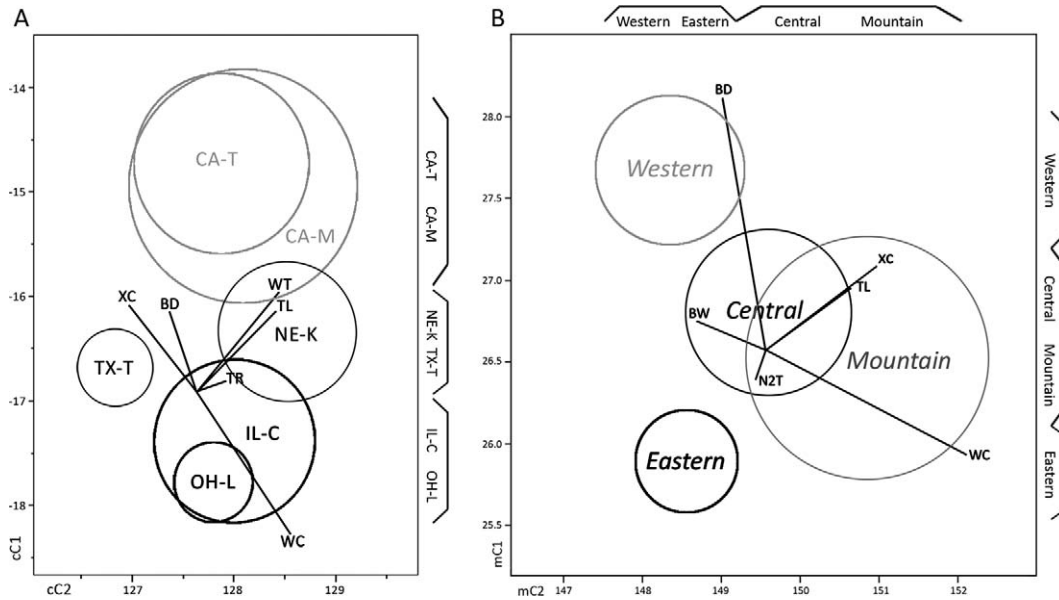 A
-14
-15
-16
-17
-18
cC1
cC2
127
128
129
CA-T
CA-M
WT
TL
XC
BD
NE-K
TX-T
TR
IL-C
OH-L
WC
CA-T CA-M
NE-K TX-T
IL-C OH-L
B
Western Eastern Central Mountain
28.0
27.5
27.0
26.5
26.0
25.5
mC1
mC2
147
148
149
150
151
152
BD
Western
XC
TL
BW
Central
Mountain
N2T
Eastern
WC
Western
Central Mountain
Eastern